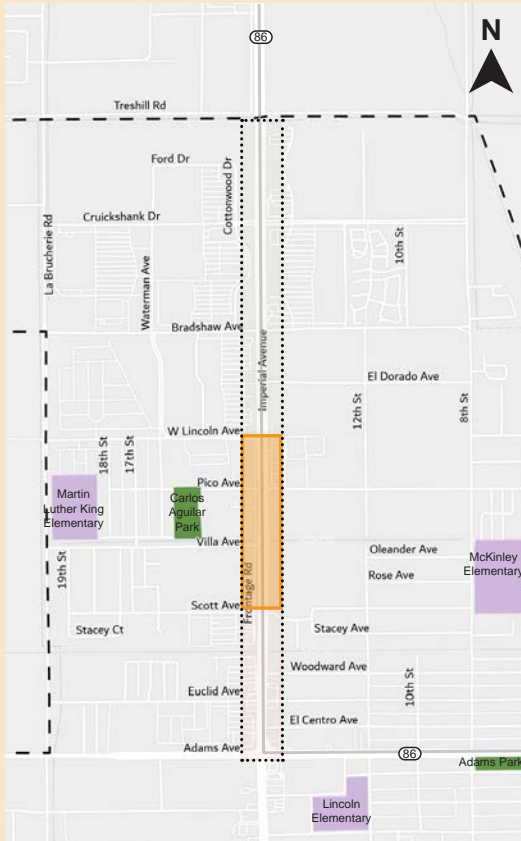 86
N
Treshill Rd
Ford Dr
Cottonwood Dr
Cruickshank Dr
La Brucherie Rd
Waterman Ave
10th St
Bradshaw Ave
Imperial Avenue
El Dorado Ave
12th St
8th St
W Lincoln Ave
18th St
17th St
Pico Ave
Martin
Luther King
Elementary
Carlos
Aguilar
Park
Villa Ave
Oleander Ave
McKinley
Elementary
19th St
Rose Ave
Frontage Rd
Scott Ave
Stacey Ct
Stacey Ave
Woodward Ave
10th St
Euclid Ave
El Centro Ave
Adams Ave
86
Adams Park
Lincoln
Elementary